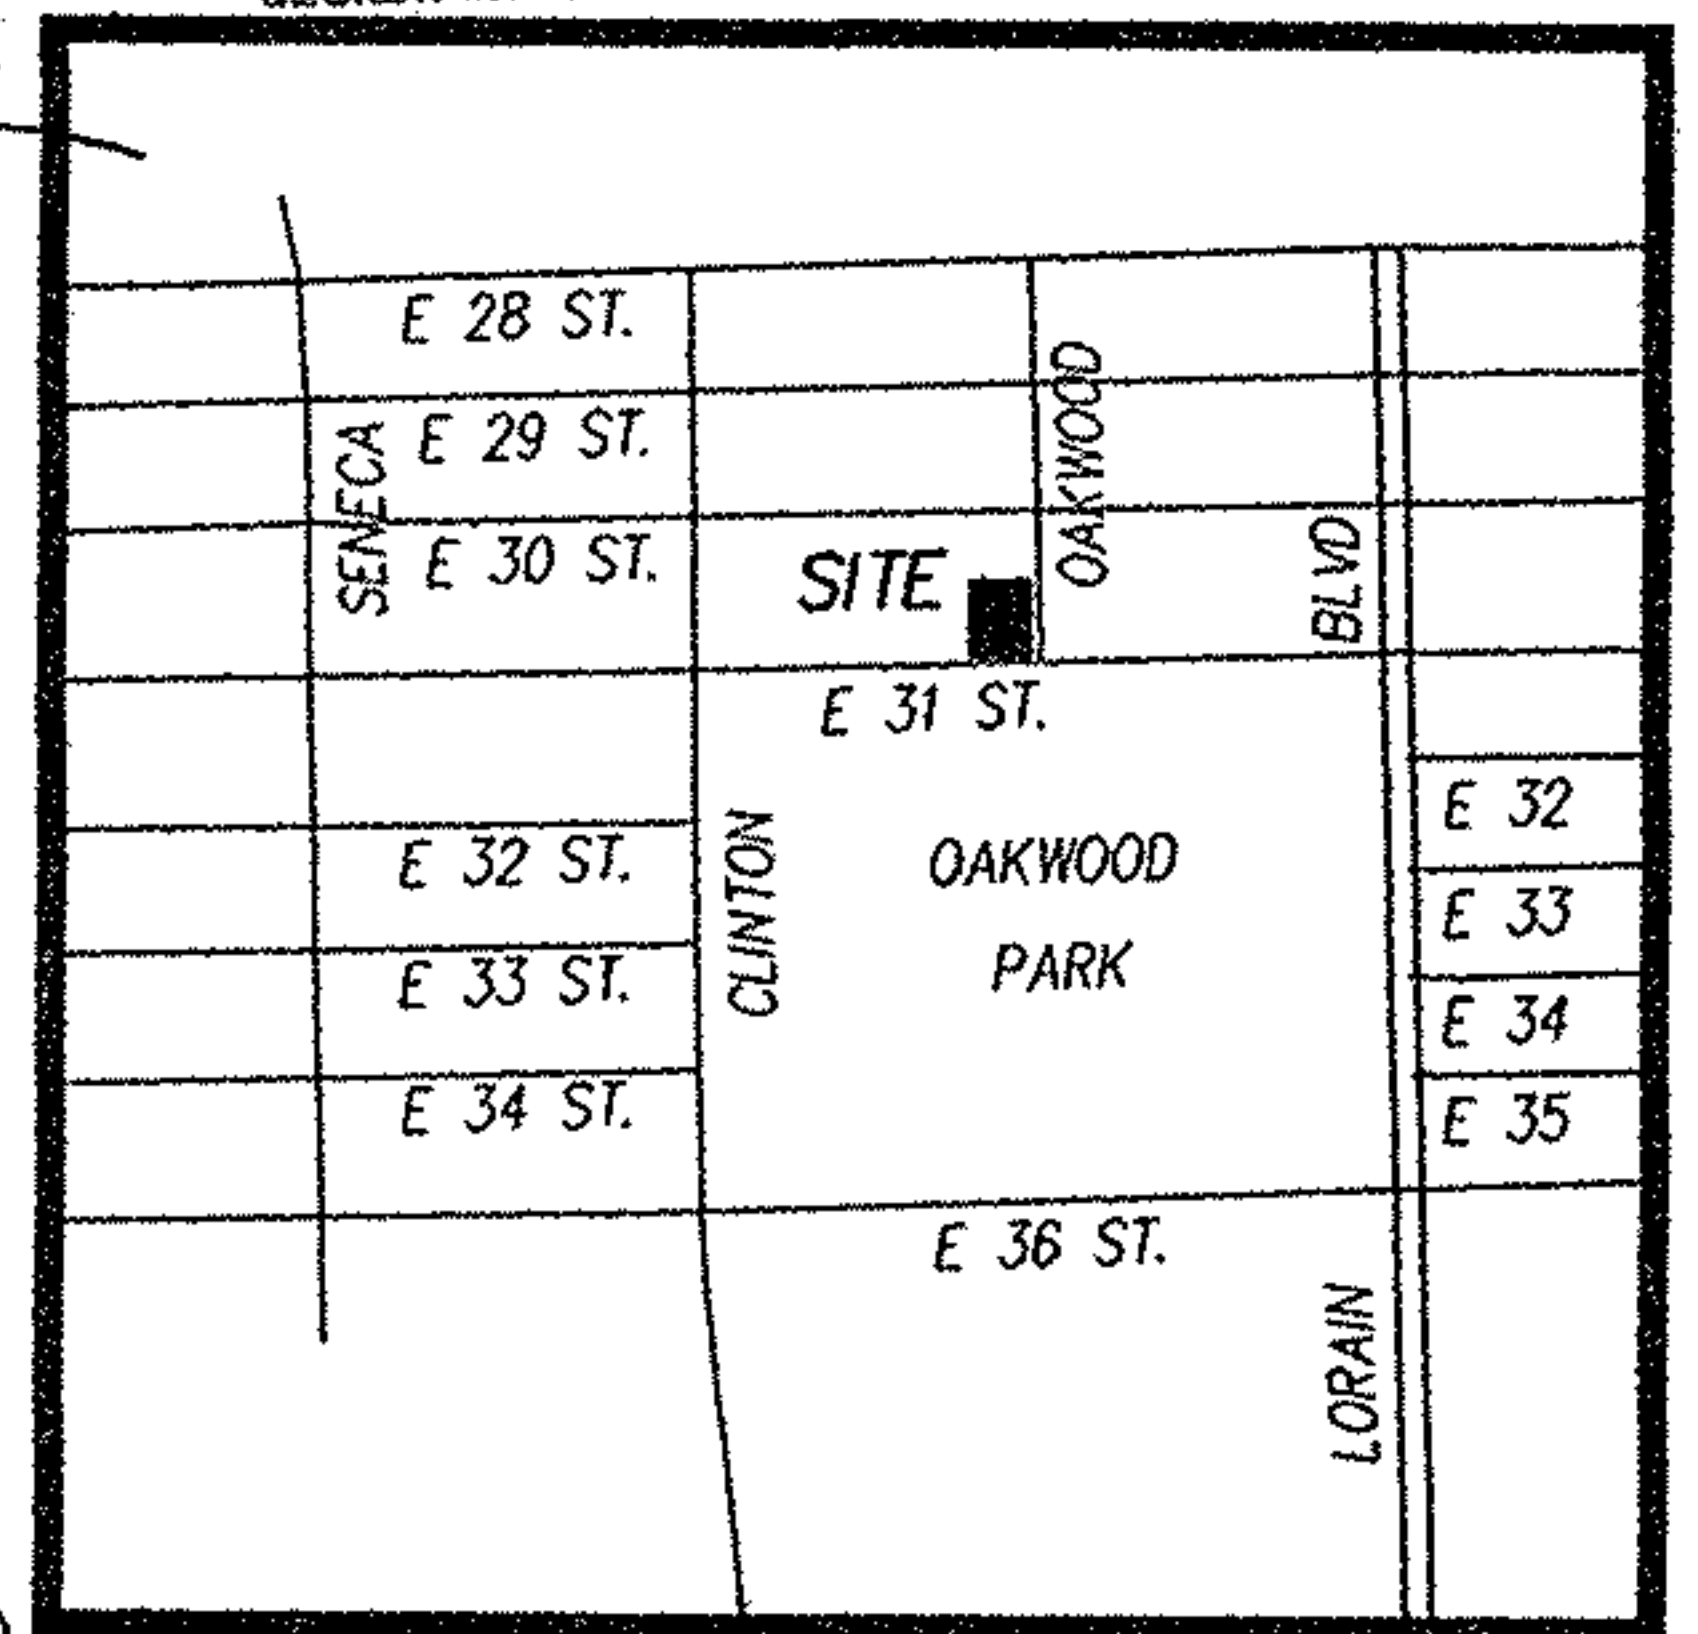 E 28 ST.
OAKWOOD
E 29 ST.
SENECA
E 30 ST.
SITE
BLVD
E 31 ST.
E 32
E 32 ST.
CLINTON
OAKWOOD
PARK
E 33
E 33 ST.
E 34
E 34 ST.
E 35
E 36 ST.
LORAIN